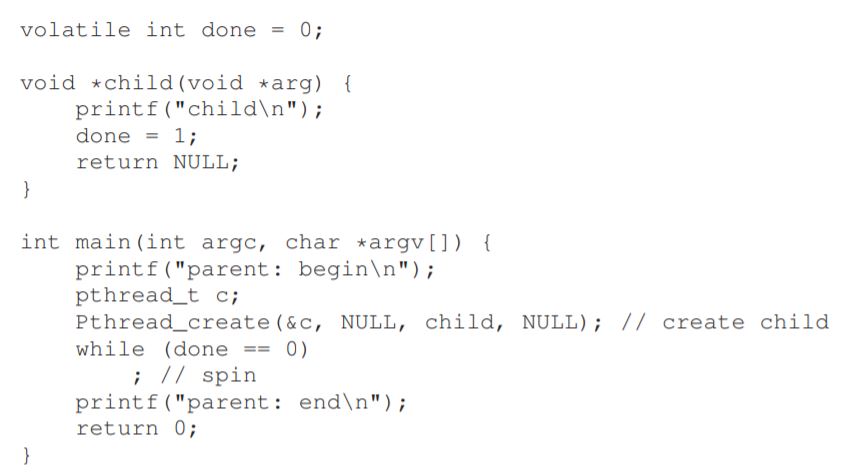 volatile int done = 0;

void *child(void *arg) {
    printf("child\n");
    done = 1;
    return NULL;
}

int main(int argc, char *argv[]) {
    printf("parent: begin\n");
    pthread_t c;
    Pthread_create(&c, NULL, child, NULL); // create child
    while (done == 0)
        ; // spin
    printf("parent: end\n");
    return 0;
}